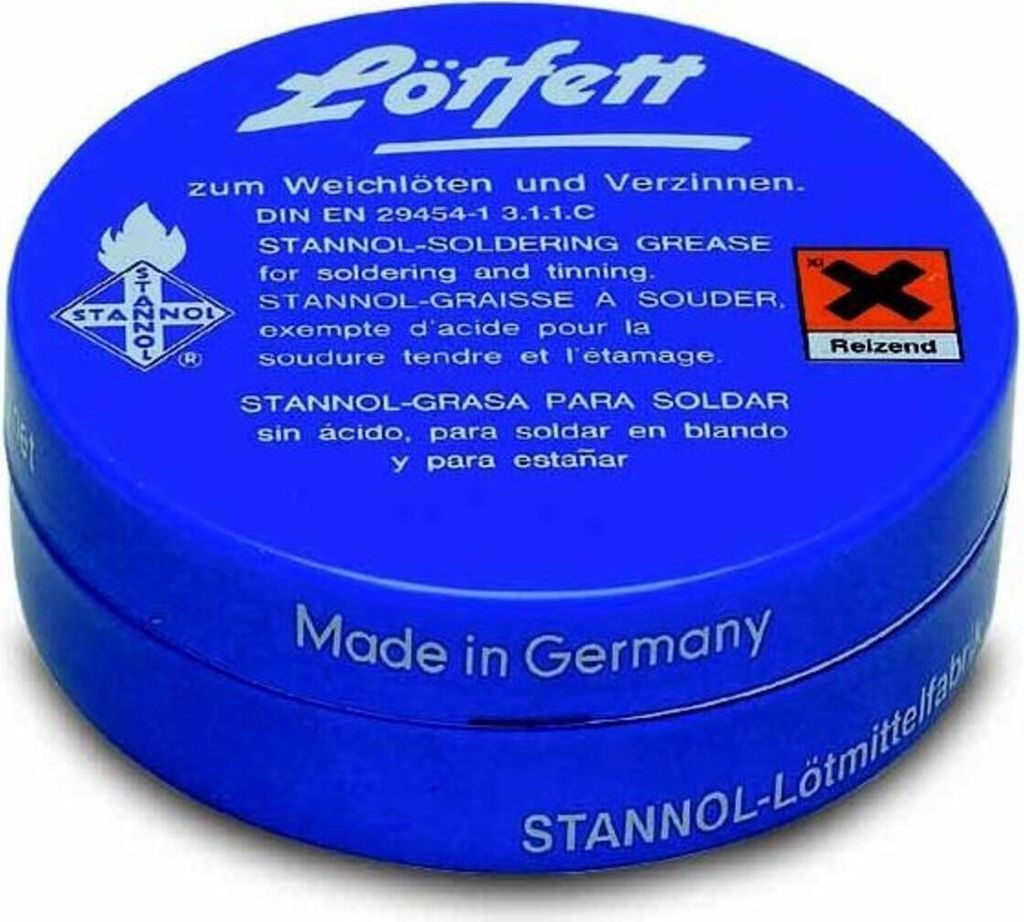 Lötfett
zum Weichlöten und Verzinnen.
DIN EN 29454-1 3.1.1.C
STANNOL-SOLDERING GREASE
for soldering and tinning.
STANNOL-GRAISSE A SOUDER,
exempte d'acide pour la
soudure tendre et l'étamage.
STANNOL-GRASA PARA SOLDAR
sin ácido, para soldar en blando
y para estañar
STANNOL
STANNOL
®
Xi
Reizend
Made in Germany
STANNOL-Lötmittelfabrik